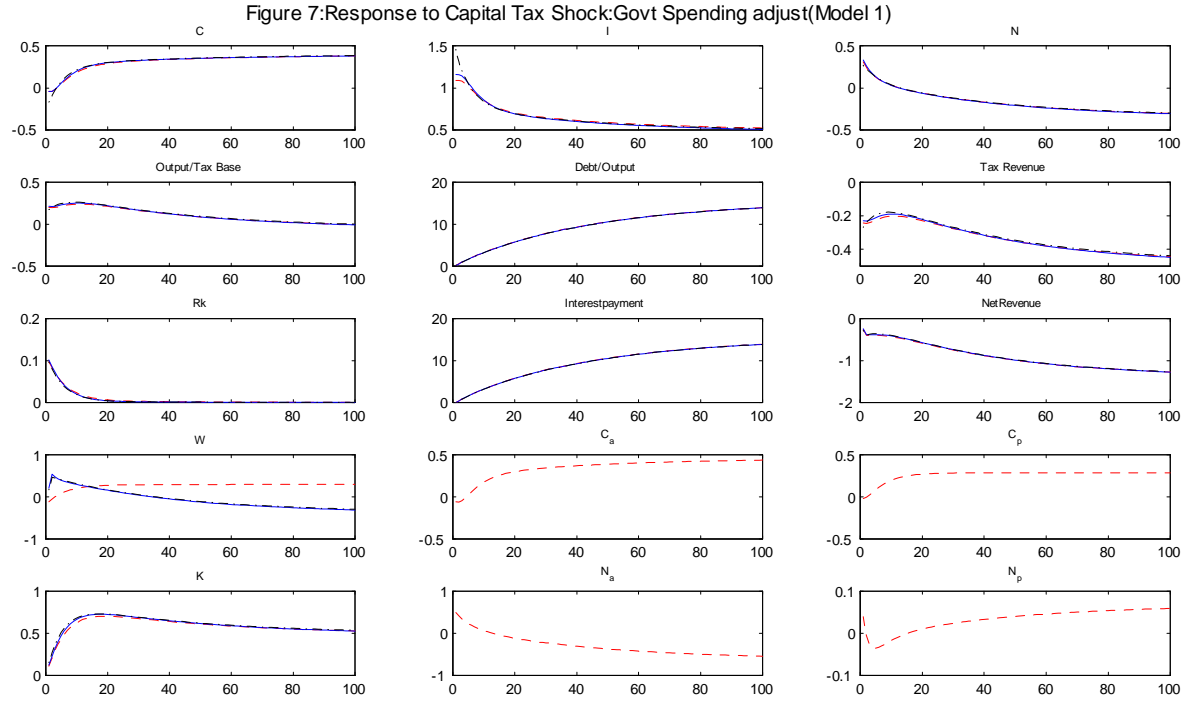 Figure 7:Response to Capital Tax Shock:Govt Spending adjust(Model 1)
C
I
N
0.5
0
-0.5
0 20 40 60 80 100
1.5
1
0.5
0 20 40 60 80 100
0.5
0
-0.5
0 20 40 60 80 100
Output/Tax Base
Debt/Output
Tax Revenue
0.5
0
-0.5
0 20 40 60 80 100
20
10
0
0 20 40 60 80 100
0
-0.2
-0.4
0 20 40 60 80 100
Rk
Interestpayment
NetRevenue
0.2
0.1
0
0 20 40 60 80 100
20
10
0
0 20 40 60 80 100
0
-1
-2
0 20 40 60 80 100
W
C_a
C_p
1
0
-1
0 20 40 60 80 100
0.5
0
-0.5
0 20 40 60 80 100
0.5
0
-0.5
0 20 40 60 80 100
K
N_a
N_p
1
0.5
0
0 20 40 60 80 100
1
0
-1
0 20 40 60 80 100
0.1
0
-0.1
0 20 40 60 80 100